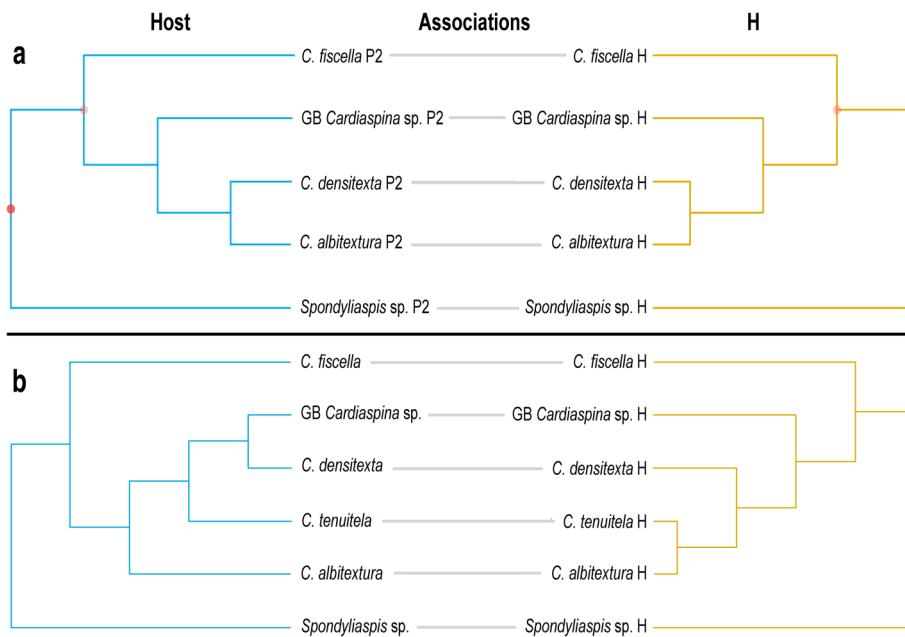 Host Associations H
a
C. fiscella P2 C. fiscella H
GB Cardiaspina sp. P2 GB Cardiaspina sp. H
C. densitexta P2 C. densitexta H
C. albitextura P2 C. albitextura H
Spondyliaspis sp. P2 Spondyliaspis sp. H
b
C. fiscella C. fiscella H
GB Cardiaspina sp. GB Cardiaspina sp. H
C. densitexta C. densitexta H
C. tenuitela C. tenuitela H
C. albitextura C. albitextura H
Spondyliaspis sp. Spondyliaspis sp. H